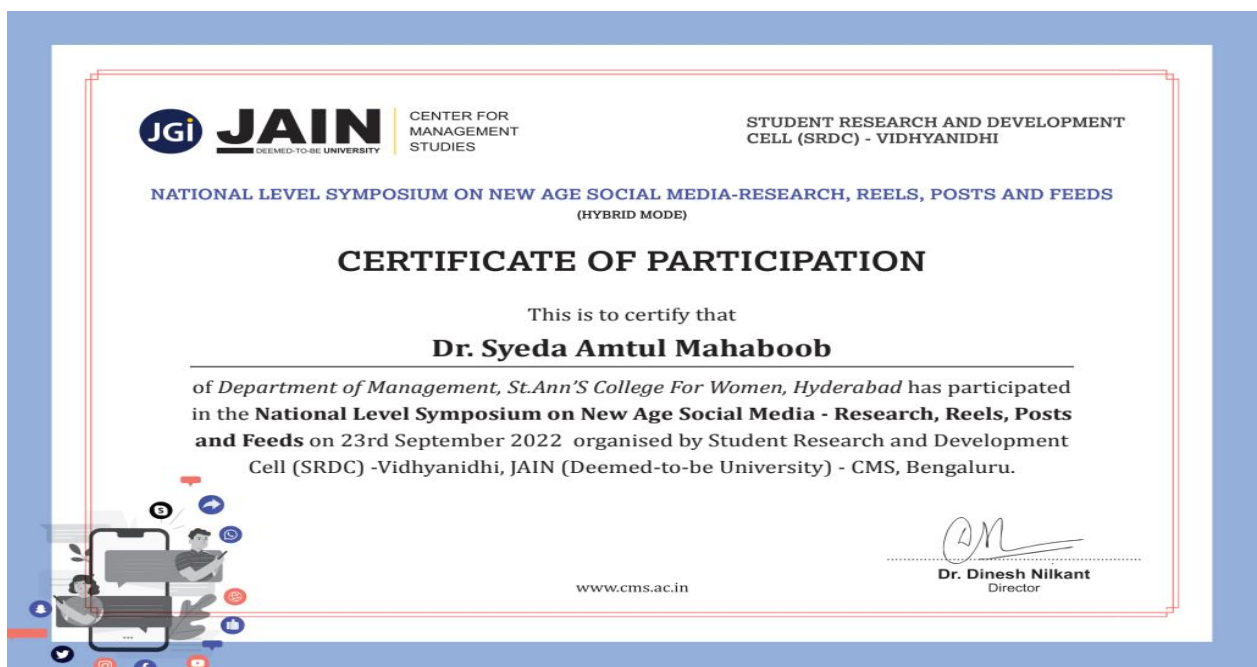 JGi JAIN
DEEMED-TO-BE UNIVERSITY
CENTER FOR
MANAGEMENT
STUDIES
STUDENT RESEARCH AND DEVELOPMENT
CELL (SRDC) - VIDHYANIDHI
NATIONAL LEVEL SYMPOSIUM ON NEW AGE SOCIAL MEDIA-RESEARCH, REELS, POSTS AND FEEDS
(HYBRID MODE)
CERTIFICATE OF PARTICIPATION
This is to certify that
Dr. Syeda Amtul Mahaboob
of Department of Management, St.Ann'S College For Women, Hyderabad has participated
in the National Level Symposium on New Age Social Media - Research, Reels, Posts
and Feeds on 23rd September 2022 organised by Student Research and Development
Cell (SRDC) -Vidhyanidhi, JAIN (Deemed-to-be University) - CMS, Bengaluru.
www.cms.ac.in
Dr. Dinesh Nilkant
Director